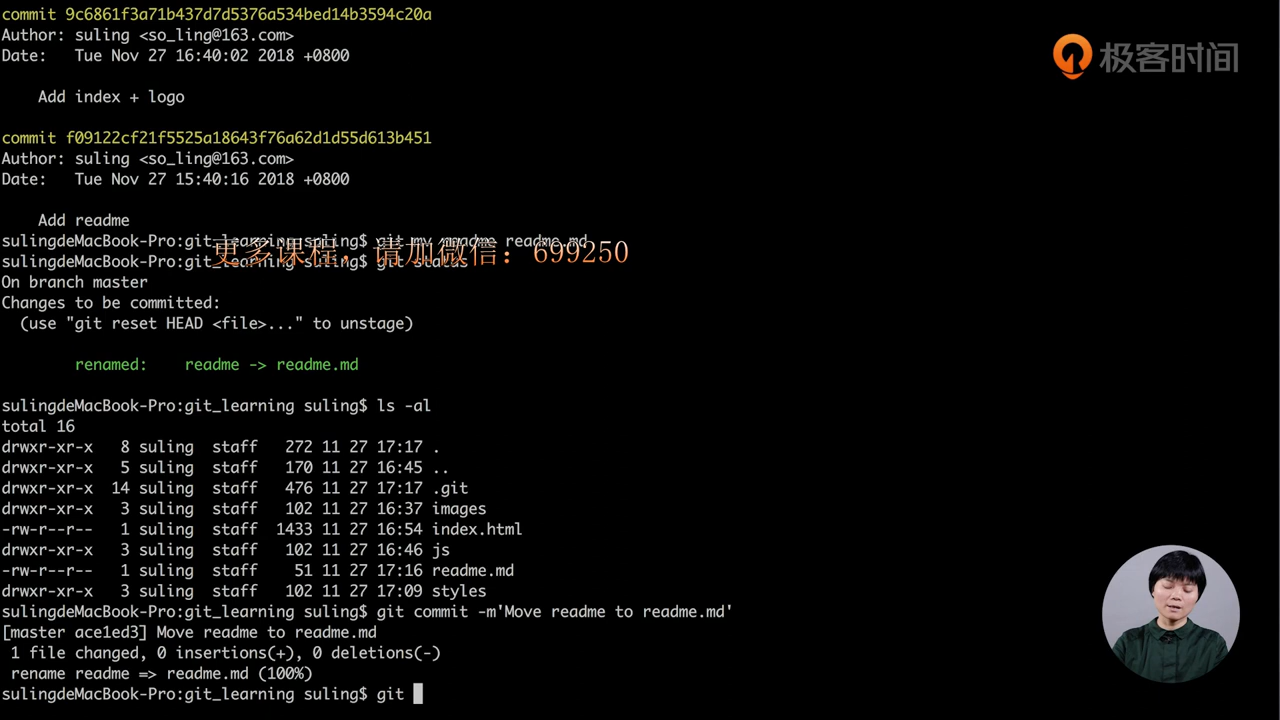 commit 9c6861f3a71b437d7d5376a534bed14b3594c20a
Author: suling <so_ling@163.com>
Date:   Tue Nov 27 16:40:02 2018 +0800
极客时间
    Add index + logo
commit f09122cf21f5525a18643f76a62d1d55d613b451
Author: suling <so_ling@163.com>
Date:   Tue Nov 27 15:40:16 2018 +0800
    Add readme
sulingdeMacBook-Pro:git_learning suling$ git mv readme readme.md
更多课程，请加微信：699250
sulingdeMacBook-Pro:git_learning suling$ git status
On branch master
Changes to be committed:
  (use "git reset HEAD <file>..." to unstage)
        renamed:    readme -> readme.md
sulingdeMacBook-Pro:git_learning suling$ ls -al
total 16
drwxr-xr-x   8 suling  staff   272 11 27 17:17 .
drwxr-xr-x   5 suling  staff   170 11 27 16:45 ..
drwxr-xr-x  14 suling  staff   476 11 27 17:17 .git
drwxr-xr-x   3 suling  staff   102 11 27 16:37 images
-rw-r--r--   1 suling  staff  1433 11 27 16:54 index.html
drwxr-xr-x   3 suling  staff   102 11 27 16:46 js
-rw-r--r--   1 suling  staff    51 11 27 17:16 readme.md
drwxr-xr-x   3 suling  staff   102 11 27 17:09 styles
sulingdeMacBook-Pro:git_learning suling$ git commit -m'Move readme to readme.md'
[master ace1ed3] Move readme to readme.md
 1 file changed, 0 insertions(+), 0 deletions(-)
 rename readme => readme.md (100%)
sulingdeMacBook-Pro:git_learning suling$ git